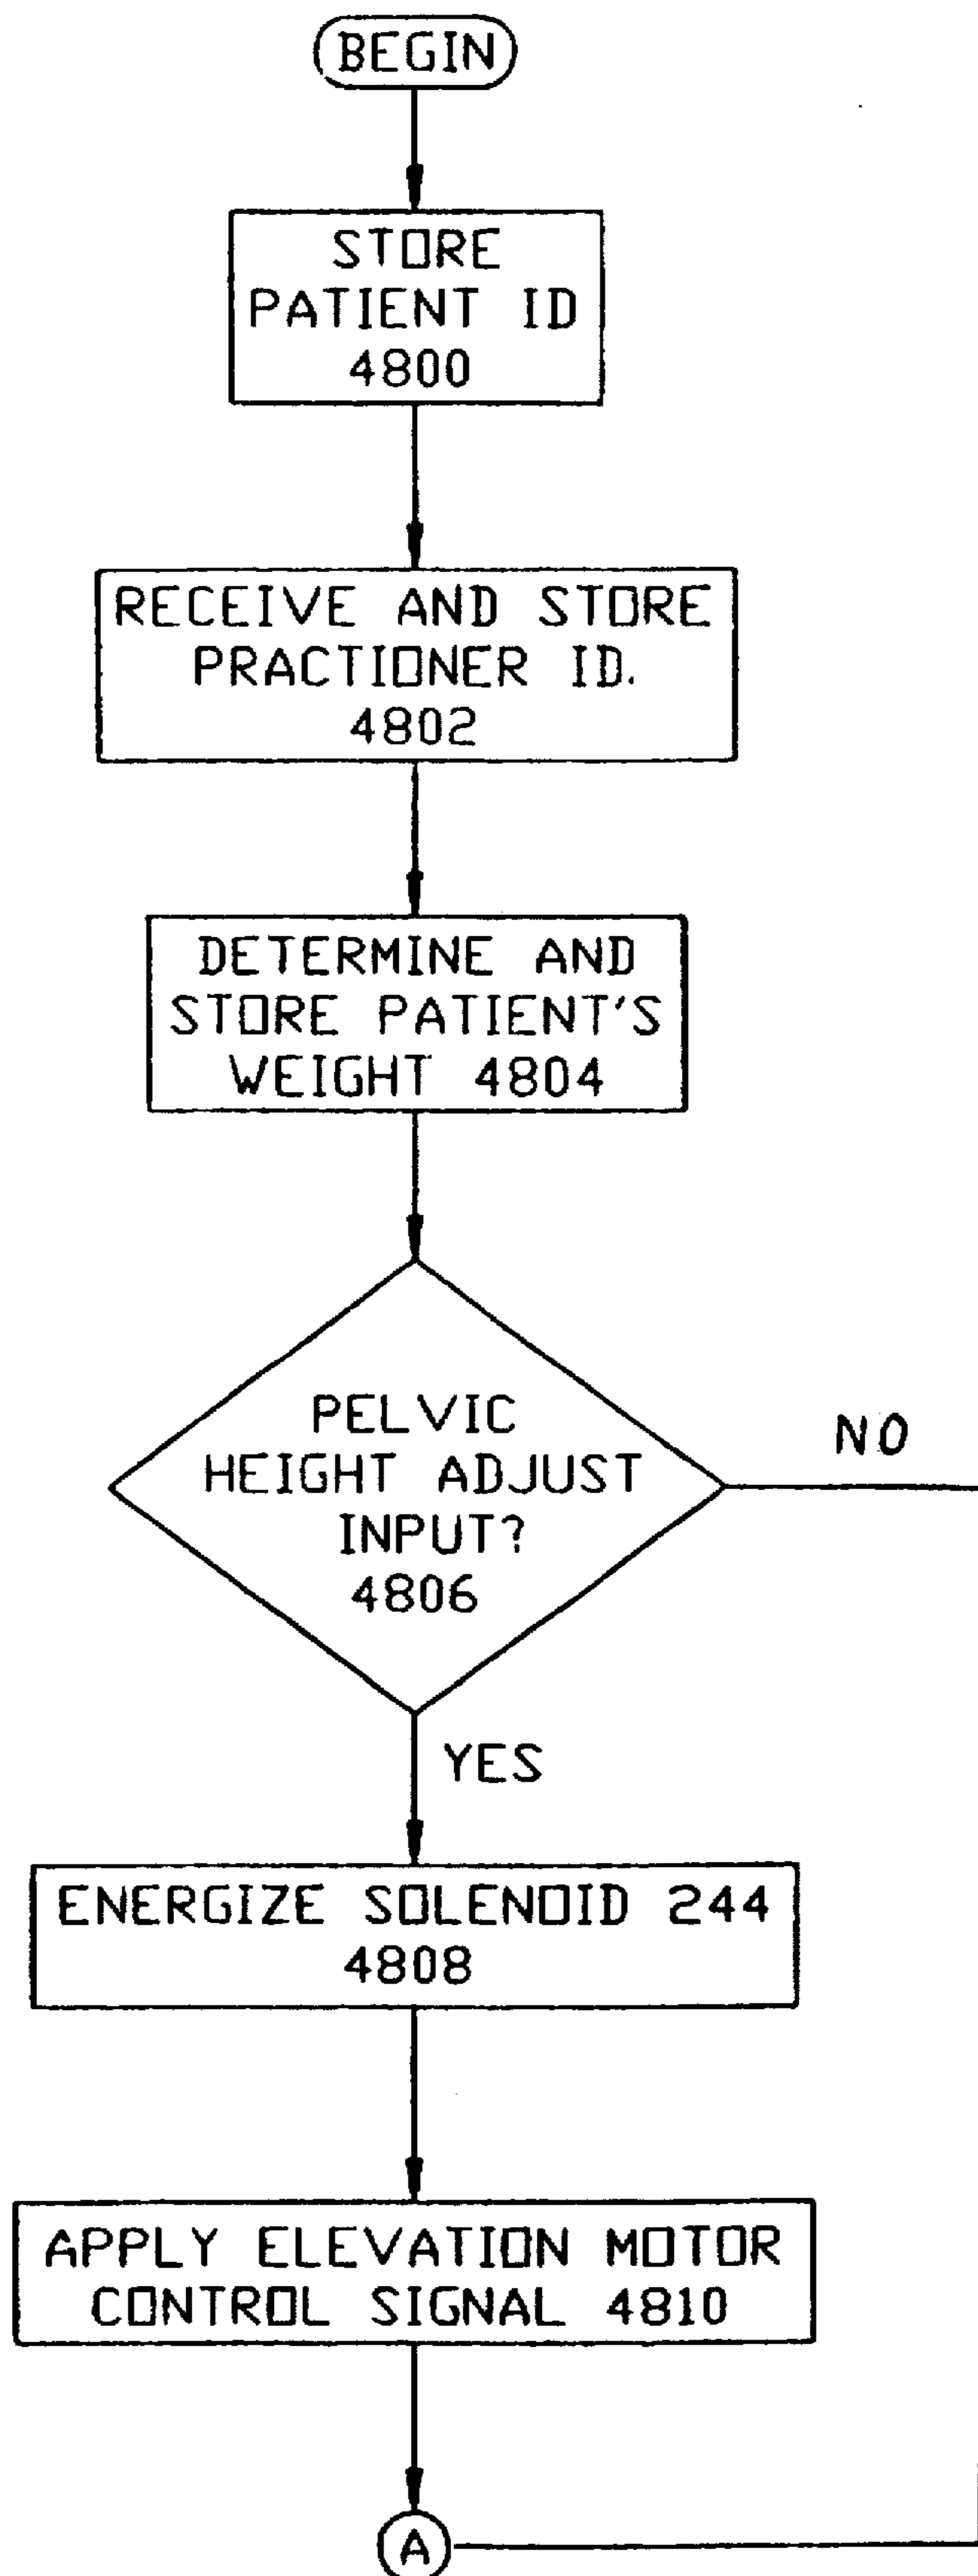 BEGIN
STORE
PATIENT ID
4800
RECEIVE AND STORE
PRACTIONER ID.
4802
DETERMINE AND
STORE PATIENT'S
WEIGHT 4804
PELVIC
HEIGHT ADJUST
INPUT?
4806
NO
YES
ENERGIZE SOLENOID 244
4808
APPLY ELEVATION MOTOR
CONTROL SIGNAL 4810
A